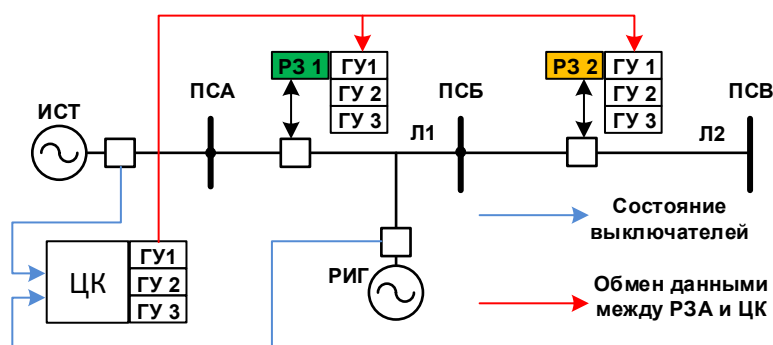 РЗ 1
ГУ1
ГУ 2
ГУ 3
РЗ 2
ГУ 1
ГУ 2
ГУ 3
ИСТ
ПСА
ПСБ
ПСВ
Л1
Л2
ЦК
ГУ1
ГУ 2
ГУ 3
РИГ
Состояние
выключателей
Обмен данными
между РЗА и ЦК